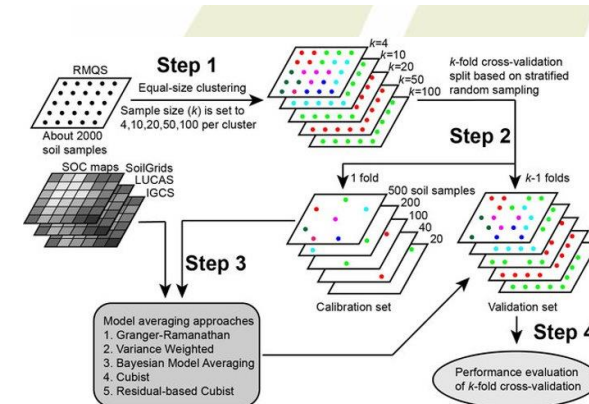 RMQS
About 2000
soil samples
Step 1
Equal-size clustering
Sample size (k) is set to
4,10,20,50,100 per cluster
k=4
k=10
k=20
k=50
k=100
k-fold cross-validation
split based on stratified
random sampling
Step 2
1 fold
k-1 folds
SOC maps
SoilGrids
LUCAS
IGCS
500 soil samples
200
100
40
20
Calibration set
Validation set
Step 3
Model averaging approaches
1. Granger-Ramanathan
2. Variance Weighted
3. Bayesian Model Averaging
4. Cubist
5. Residual-based Cubist
Step 4
Performance evaluation
of k-fold cross-validation